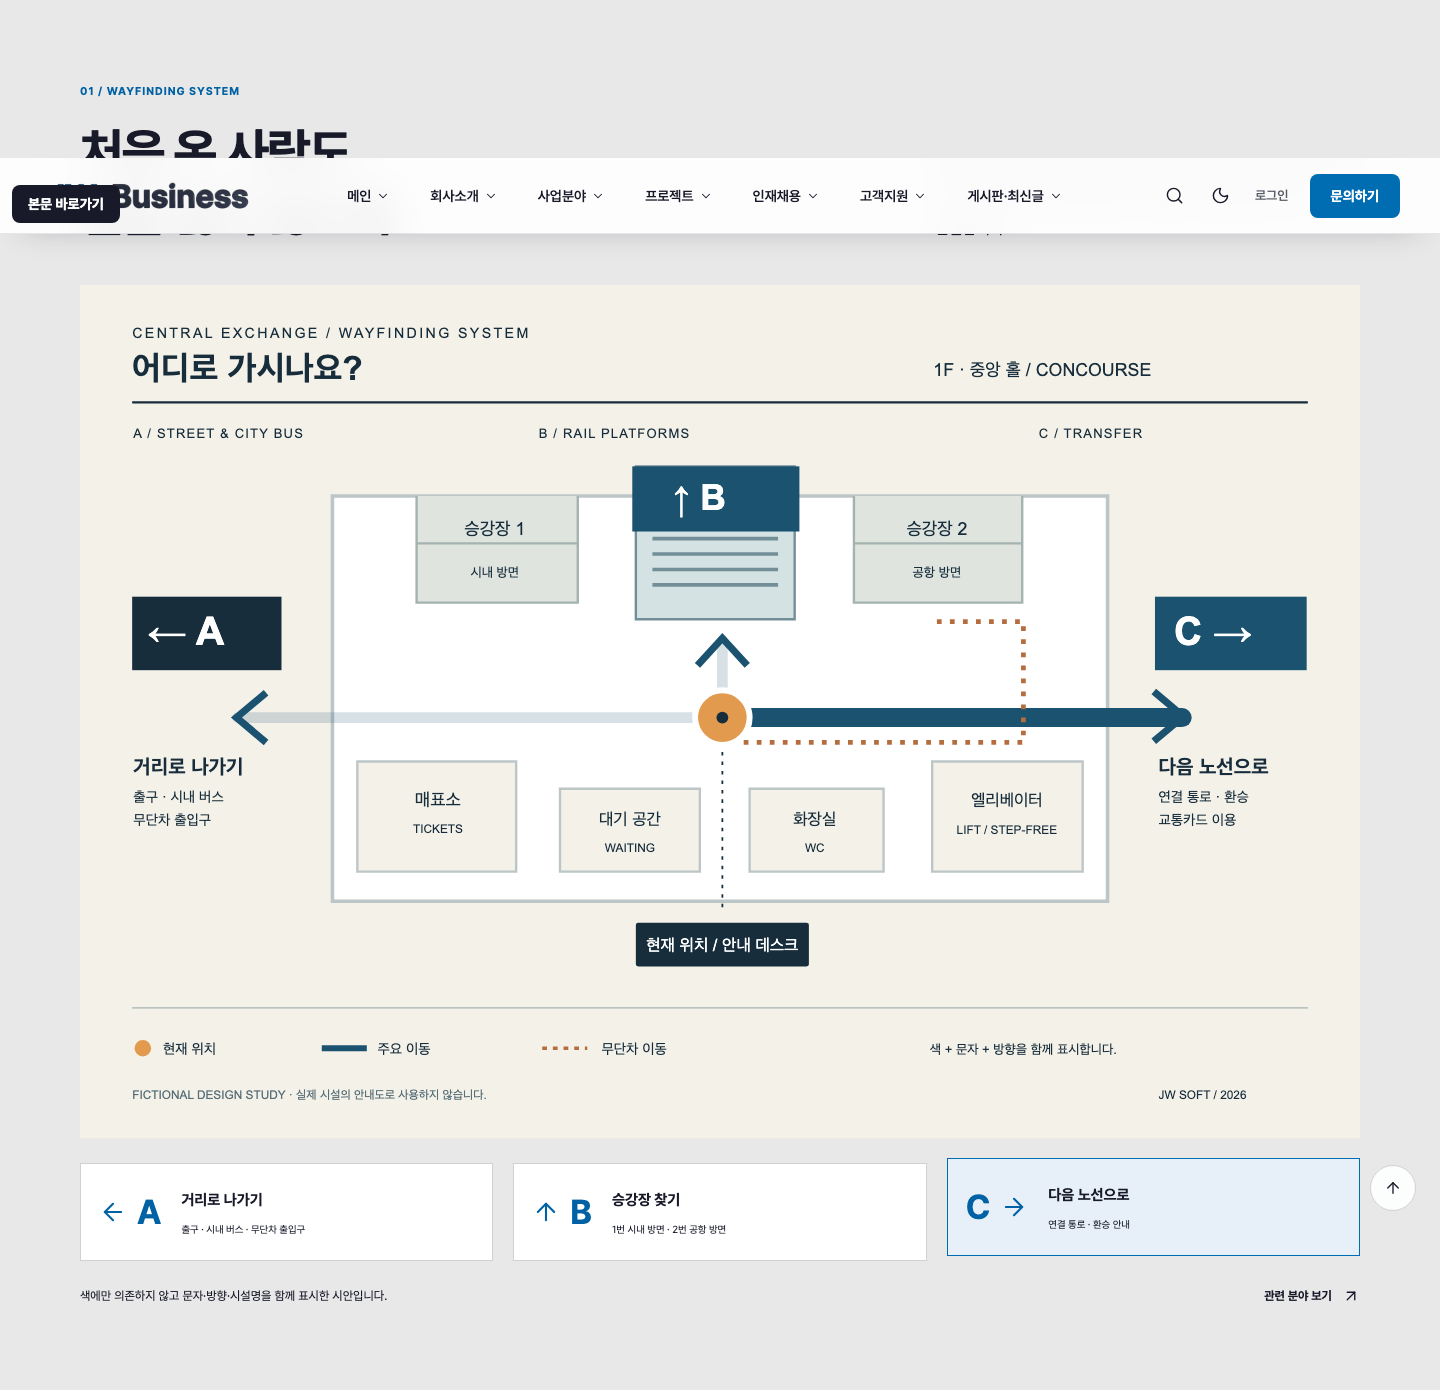 01 / WAYFINDING SYSTEM
처음 온 사람도
본문 바로가기
Business
메인
회사소개
사업분야
프로젝트
인재채용
고객지원
게시판·최신글
로그인
문의하기
CENTRAL EXCHANGE / WAYFINDING SYSTEM
어디로 가시나요?
1F · 중앙 홀 / CONCOURSE
A / STREET & CITY BUS
B / RAIL PLATFORMS
C / TRANSFER
↑ B
승강장 1
시내 방면
승강장 2
공항 방면
← A
C →
거리로 나가기
출구 · 시내 버스
무단차 출입구
다음 노선으로
연결 통로 · 환승
교통카드 이용
매표소
TICKETS
대기 공간
WAITING
화장실
WC
엘리베이터
LIFT / STEP-FREE
현재 위치 / 안내 데스크
현재 위치
주요 이동
무단차 이동
색 + 문자 + 방향을 함께 표시합니다.
FICTIONAL DESIGN STUDY · 실제 시설의 안내도로 사용하지 않습니다.
JW SOFT / 2026
← A
거리로 나가기
출구 · 시내 버스 · 무단차 출입구
↑ B
승강장 찾기
1번 시내 방면 · 2번 공항 방면
C →
다음 노선으로
연결 통로 · 환승 안내
색에만 의존하지 않고 문자·방향·시설명을 함께 표시한 시안입니다.
관련 분야 보기